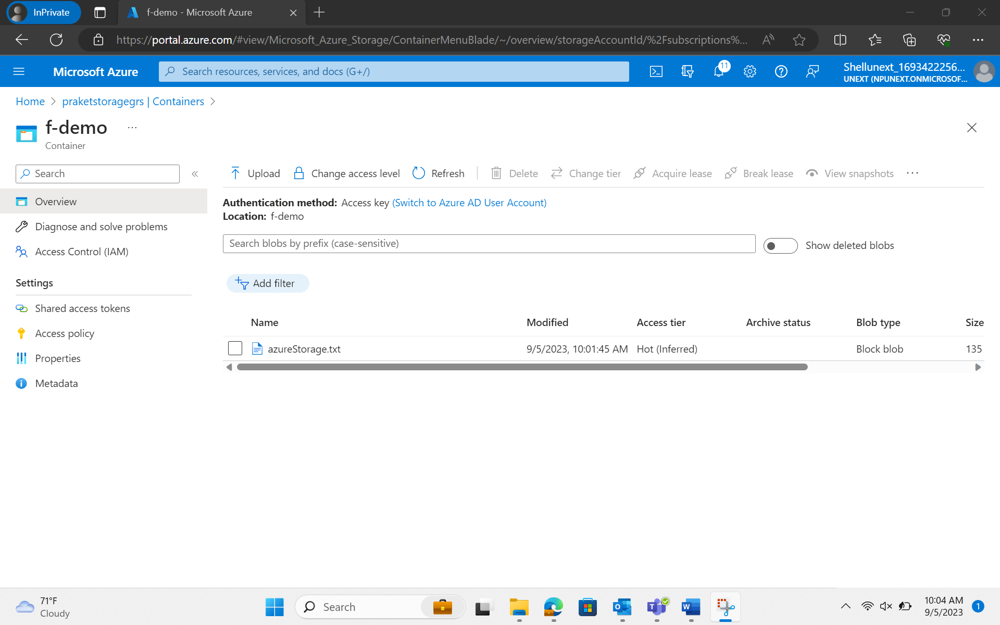 InPrivate
f-demo - Microsoft Azure
https://portal.azure.com/#view/Microsoft_Azure_Storage/ContainerMenuBlade/~/overview/storageAccountId/%2Fsubscriptions%...
Microsoft Azure
Search resources, services, and docs (G+/)
11
Shellunext_1693422256...
UNEXT (NPUNEXT.ONMICROSOF...
Home > praketstoragegrs | Containers >
f-demo ...
Container
Search
«
Upload Change access level Refresh Delete Change tier Acquire lease Break lease View snapshots ...
Overview
Diagnose and solve problems
Access Control (IAM)
Settings
Shared access tokens
Access policy
Properties
Metadata
Authentication method: Access key (Switch to Azure AD User Account)
Location: f-demo
Search blobs by prefix (case-sensitive)
Show deleted blobs
Add filter
Name Modified Access tier Archive status Blob type Size
azureStorage.txt 9/5/2023, 10:01:45 AM Hot (Inferred) Block blob 135
71°F
Cloudy
Search
10:04 AM
9/5/2023
1